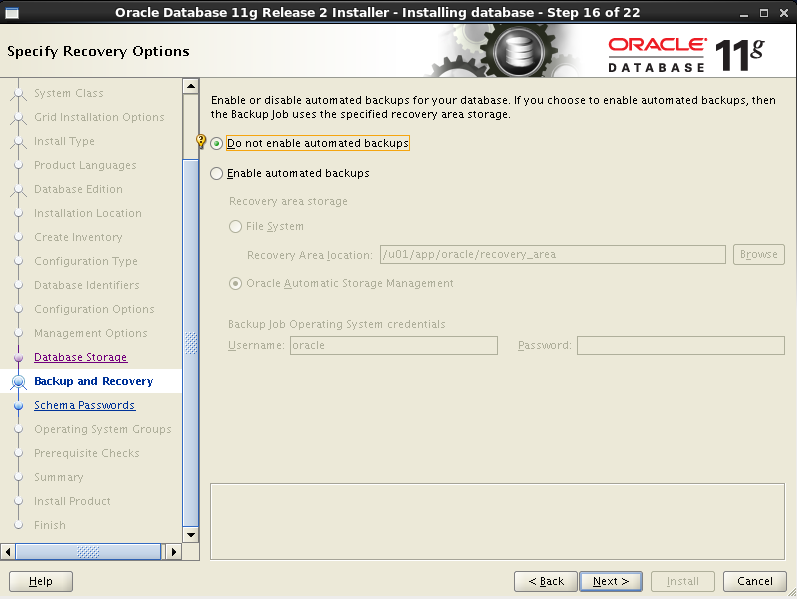 Oracle Database 11g Release 2 Installer - Installing database - Step 16 of 22
Specify Recovery Options
ORACLE®
DATABASE
11g
System Class
Grid Installation Options
Install Type
Product Languages
Database Edition
Installation Location
Create Inventory
Configuration Type
Database Identifiers
Configuration Options
Management Options
Database Storage
Backup and Recovery
Schema Passwords
Operating System Groups
Prerequisite Checks
Summary
Install Product
Finish
Enable or disable automated backups for your database. If you choose to enable automated backups, then
the Backup Job uses the specified recovery area storage.
Do not enable automated backups
Enable automated backups
Recovery area storage
File System
Recovery Area location: /u01/app/oracle/recovery_area Browse
Oracle Automatic Storage Management
Backup Job Operating System credentials
Username: oracle Password:
Help < Back Next > Install Cancel